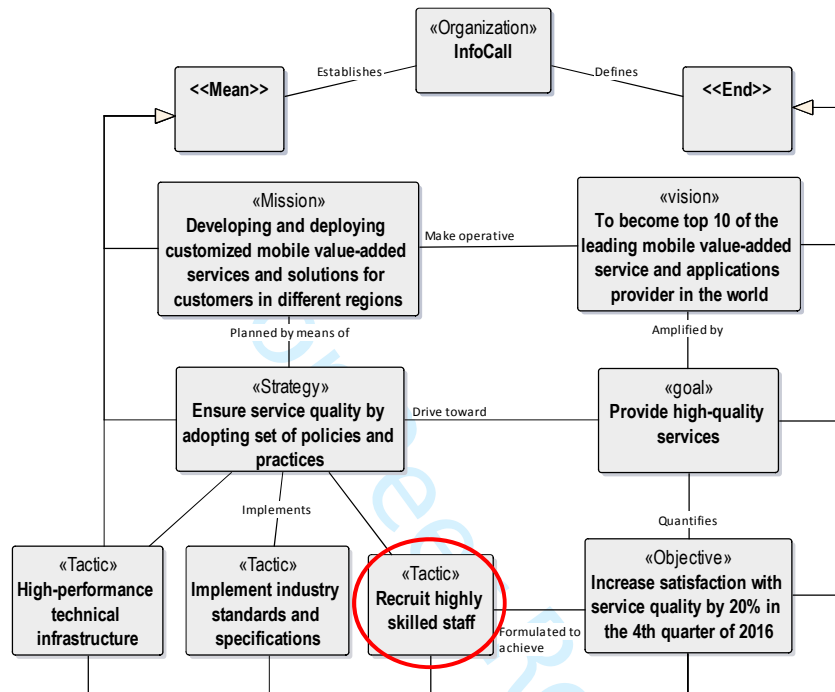 «Organization»
InfoCall
Establishes
Defines
<<Mean>>
<<End>>
«Mission»
Developing and deploying
customized mobile value-added
services and solutions for
customers in different regions
Make operative
«vision»
To become top 10 of the
leading mobile value-added
service and applications
provider in the world
Planned by means of
Amplified by
«Strategy»
Ensure service quality by
adopting set of policies and
practices
Drive toward
«goal»
Provide high-quality
services
Implements
Quantifies
«Tactic»
High-performance
technical
infrastructure
«Tactic»
Implement industry
standards and
specifications
«Tactic»
Recruit highly
skilled staff
Formulated to
achieve
«Objective»
Increase satisfaction with
service quality by 20% in
the 4th quarter of 2016